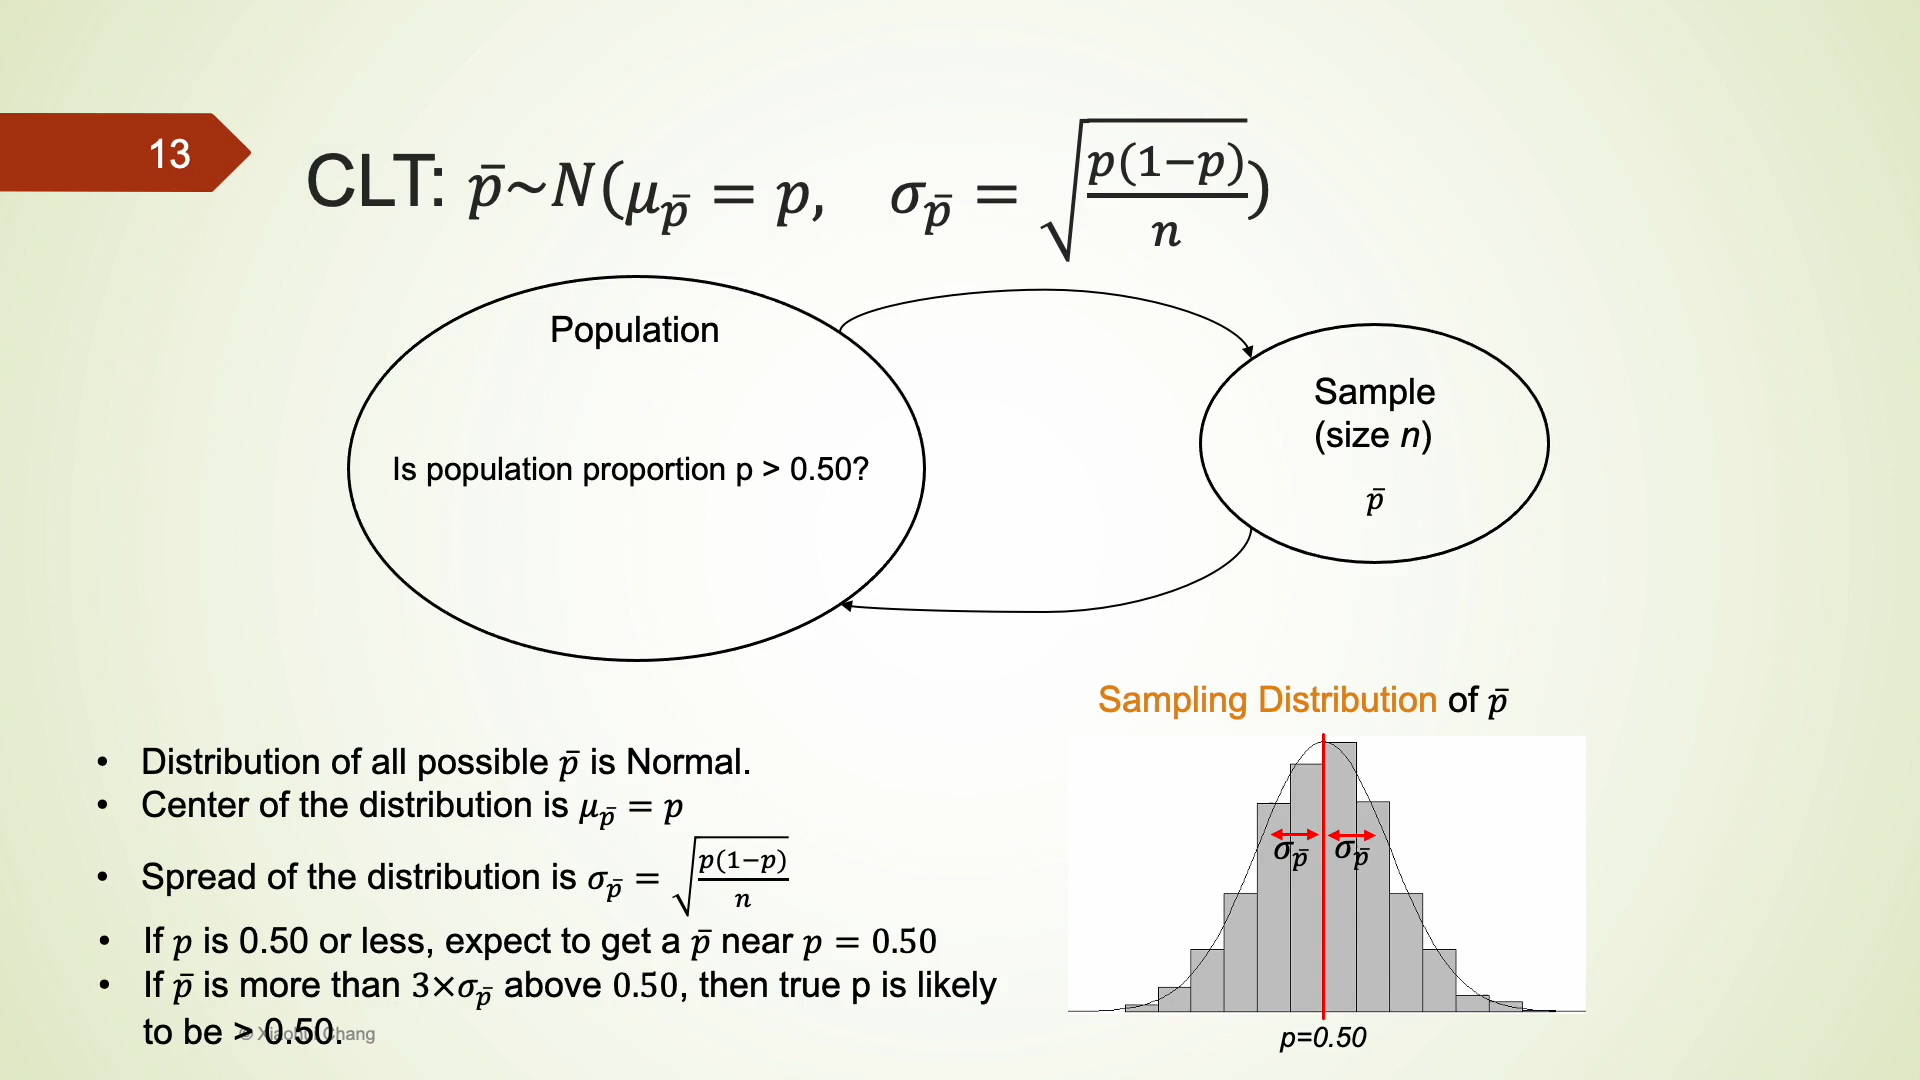 13
CLT: p̄~N(μ_p̄ = p, σ_p̄ = √(p(1−p)/n))
Population
Is population proportion p > 0.50?
Sample
(size n)
p̄
Sampling Distribution of p̄
σ_p̄ σ_p̄
p=0.50
• Distribution of all possible p̄ is Normal.
• Center of the distribution is μ_p̄ = p
• Spread of the distribution is σ_p̄ = √(p(1−p)/n)
• If p is 0.50 or less, expect to get a p̄ near p = 0.50
• If p̄ is more than 3×σ_p̄ above 0.50, then true p is likely
to be > 0.50.
© Xiaohui Chang